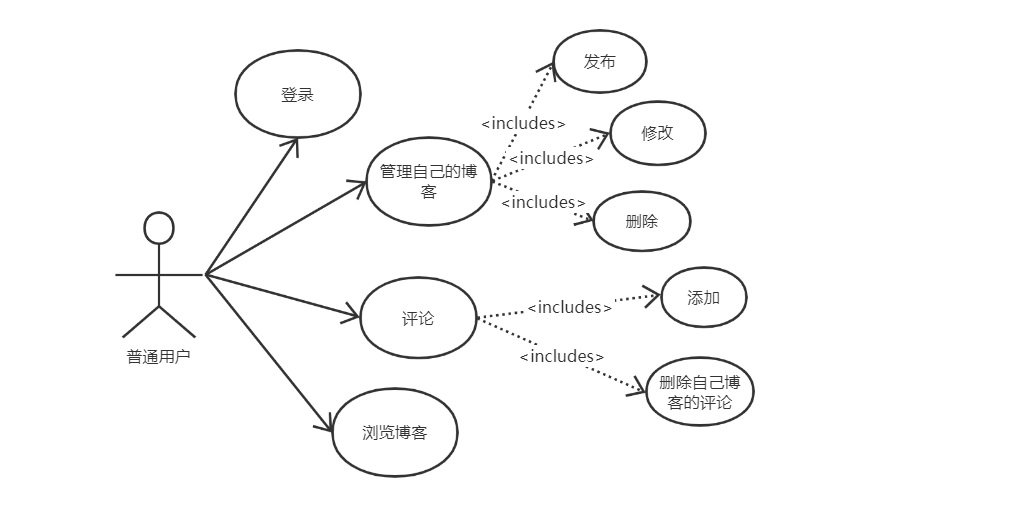 发布
登录
<includes>
修改
<includes>
管理自己的博
客
<includes>
删除
添加
<includes>
评论
普通用户
<includes>
删除自己博
客的评论
浏览博客